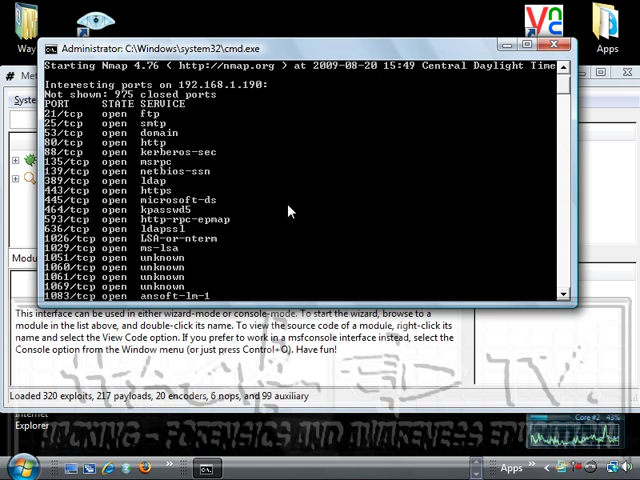 Way
VNC
Apps
Administrator: C:\Windows\system32\cmd.exe
Starting Nmap 4.76 ( http://nmap.org ) at 2009-08-20 15:49 Central Daylight Time
Interesting ports on 192.168.1.190:
Not shown: 975 closed ports
PORT STATE SERVICE
21/tcp open ftp
25/tcp open smtp
53/tcp open domain
80/tcp open http
88/tcp open kerberos-sec
135/tcp open msrpc
139/tcp open netbios-ssn
389/tcp open ldap
443/tcp open https
445/tcp open microsoft-ds
464/tcp open kpasswd5
593/tcp open http-rpc-epmap
636/tcp open ldapssl
1026/tcp open LSA-or-nterm
1029/tcp open ms-lsa
1051/tcp open unknown
1060/tcp open unknown
1061/tcp open unknown
1069/tcp open unknown
1083/tcp open ansoft-lm-1
Me
Syste
Modu
This interface can be used in either wizard-mode or console-mode. To start the wizard, browse to a
module in the list above, and double-click its name. To view the source code of a module, right-click its
name and select the View Code option. If you prefer to work in a msfconsole interface instead, select the
Console option from the Window menu (or just press Control+O). Have fun!
Loaded 320 exploits, 217 payloads, 20 encoders, 6 nops, and 99 auxiliary
Internet
Explorer
Core #2 43%
HACKING - FORENSICS AND AWARENESS
Apps